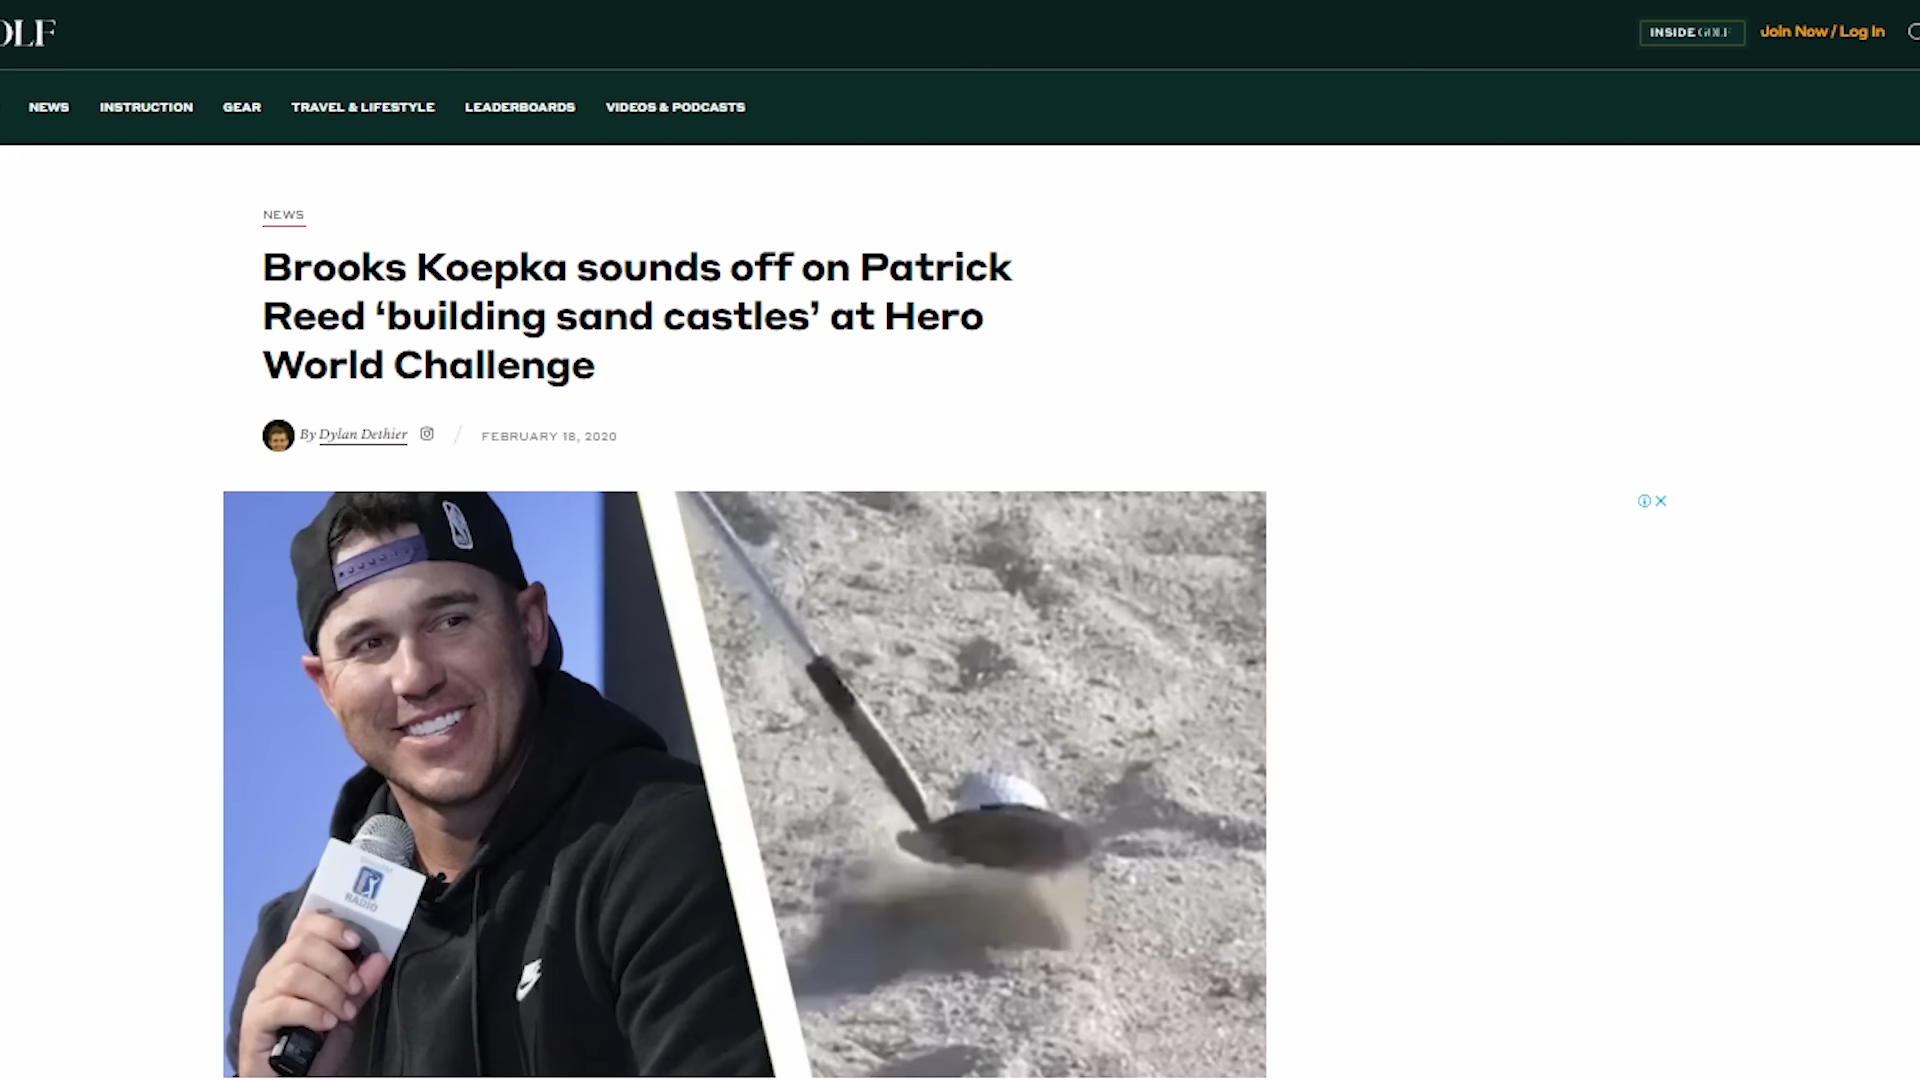 OLF
INSIDE GOLF
Join Now / Log In
NEWS
INSTRUCTION
GEAR
TRAVEL & LIFESTYLE
LEADERBOARDS
VIDEOS & PODCASTS
NEWS
Brooks Koepka sounds off on Patrick
Reed ‘building sand castles’ at Hero
World Challenge
By Dylan Dethier / FEBRUARY 18, 2020
RADIO